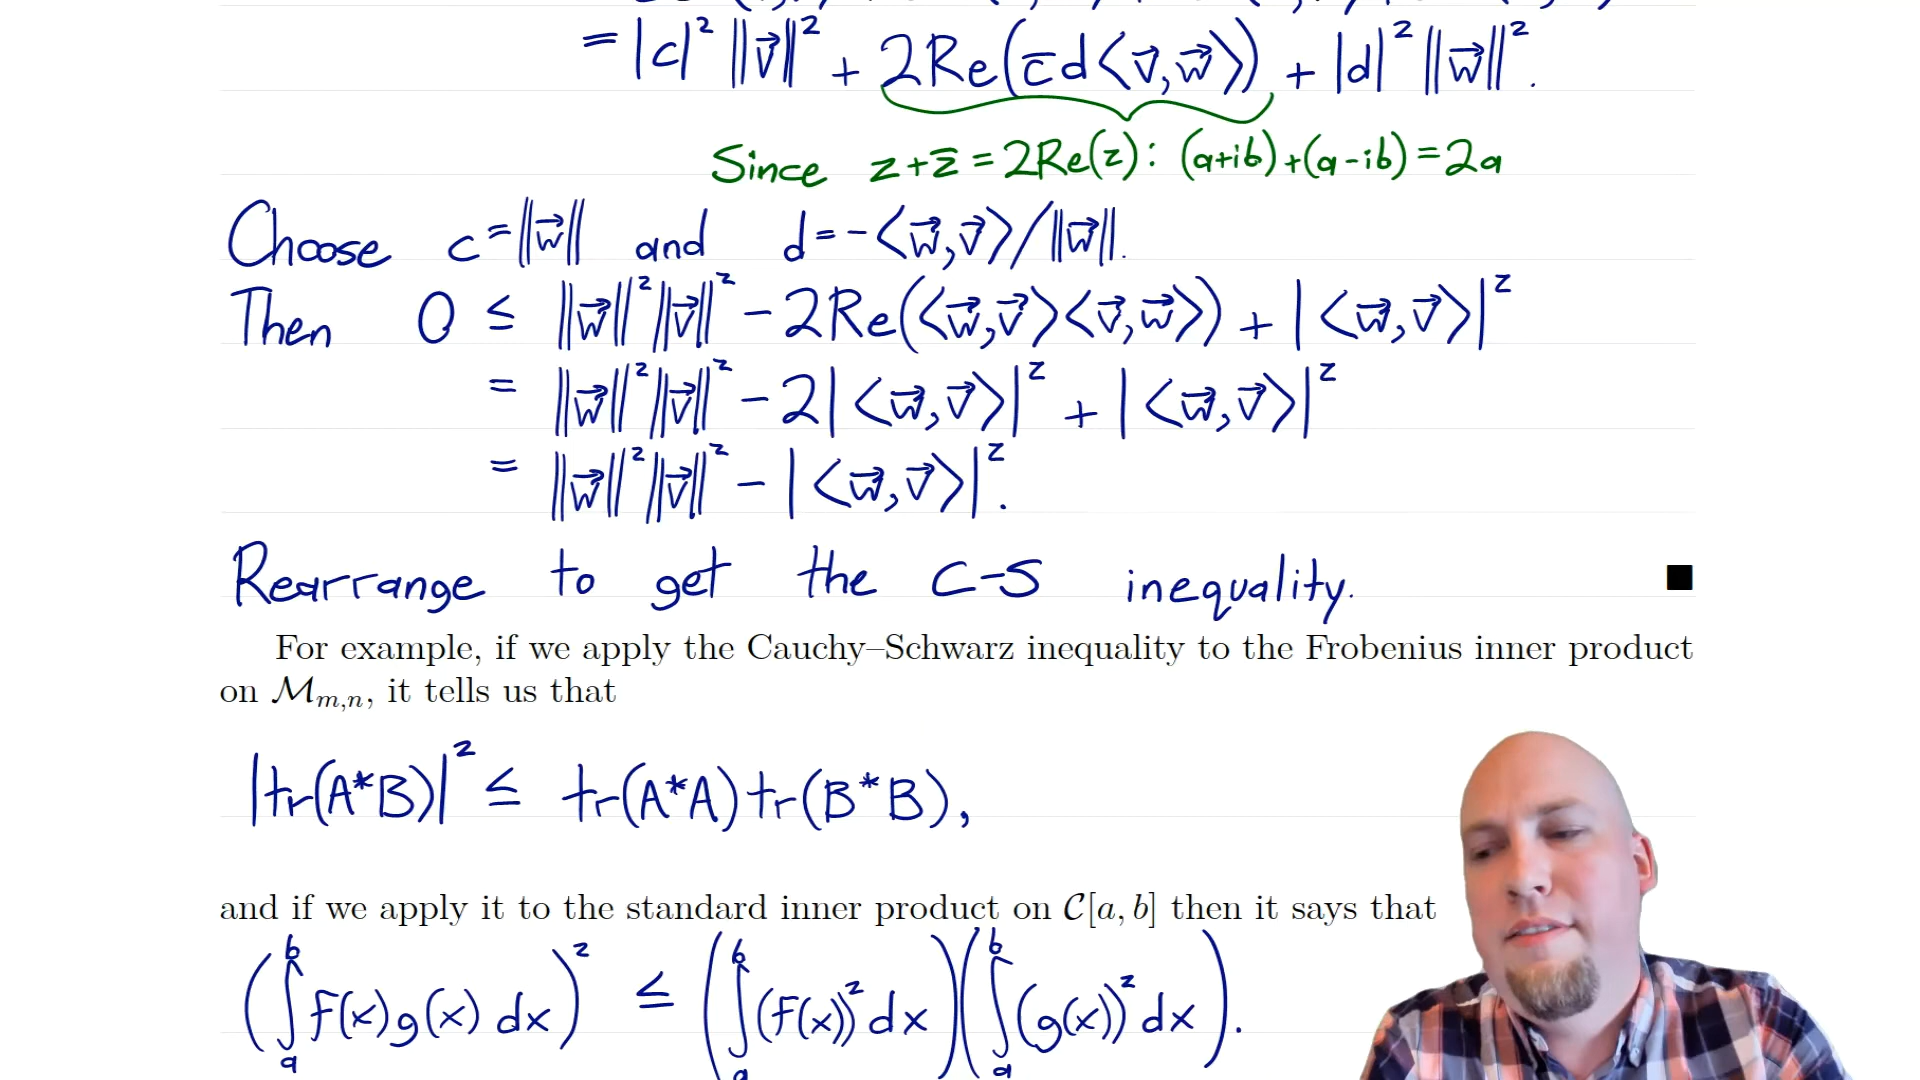 = |c|² ||v⃗||² + 2Re(c̄d⟨v⃗,w⃗⟩) + |d|² ||w⃗||².
Since z+z̄=2Re(z): (a+ib)+(a-ib)=2a
Choose c=||w⃗|| and d=-⟨w⃗,v⃗⟩/||w⃗||.
Then 0 ≤ ||w⃗||²||v⃗||² - 2Re(⟨w⃗,v⃗⟩⟨v⃗,w⃗⟩) + |⟨w⃗,v⃗⟩|²
= ||w⃗||²||v⃗||² - 2|⟨w⃗,v⃗⟩|² + |⟨w⃗,v⃗⟩|²
= ||w⃗||²||v⃗||² - |⟨w⃗,v⃗⟩|².
Rearrange to get the C-S inequality. ■
For example, if we apply the Cauchy–Schwarz inequality to the Frobenius inner product
on ℳₘ,ₙ, it tells us that
|tr(A*B)|² ≤ tr(A*A)tr(B*B),
and if we apply it to the standard inner product on 𝒞[a, b] then it says that
(∫ₐᵇ f(x)g(x) dx)² ≤ (∫ₐᵇ (f(x))² dx)(∫ₐᵇ (g(x))² dx).